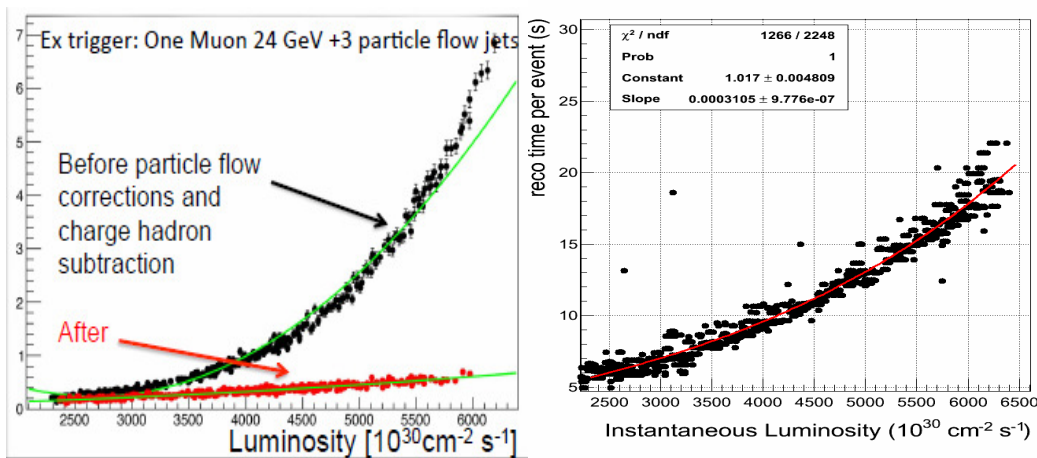 Ex trigger: One Muon 24 GeV +3 particle flow jets
7
6
5
4
3
2
1
0
Before particle flow
corrections and
charge hadron
subtraction
After
2500 3000 3500 4000 4500 5000 5500 6000
Luminosity [10³⁰cm⁻² s⁻¹]
reco time per event (s)
30
25
20
15
10
5
χ² / ndf 1266 / 2248
Prob 1
Constant 1.017 ± 0.004809
Slope 0.0003105 ± 9.776e-07
2500 3000 3500 4000 4500 5000 5500 6000 6500
Instantaneous Luminosity (10³⁰ cm⁻² s⁻¹)